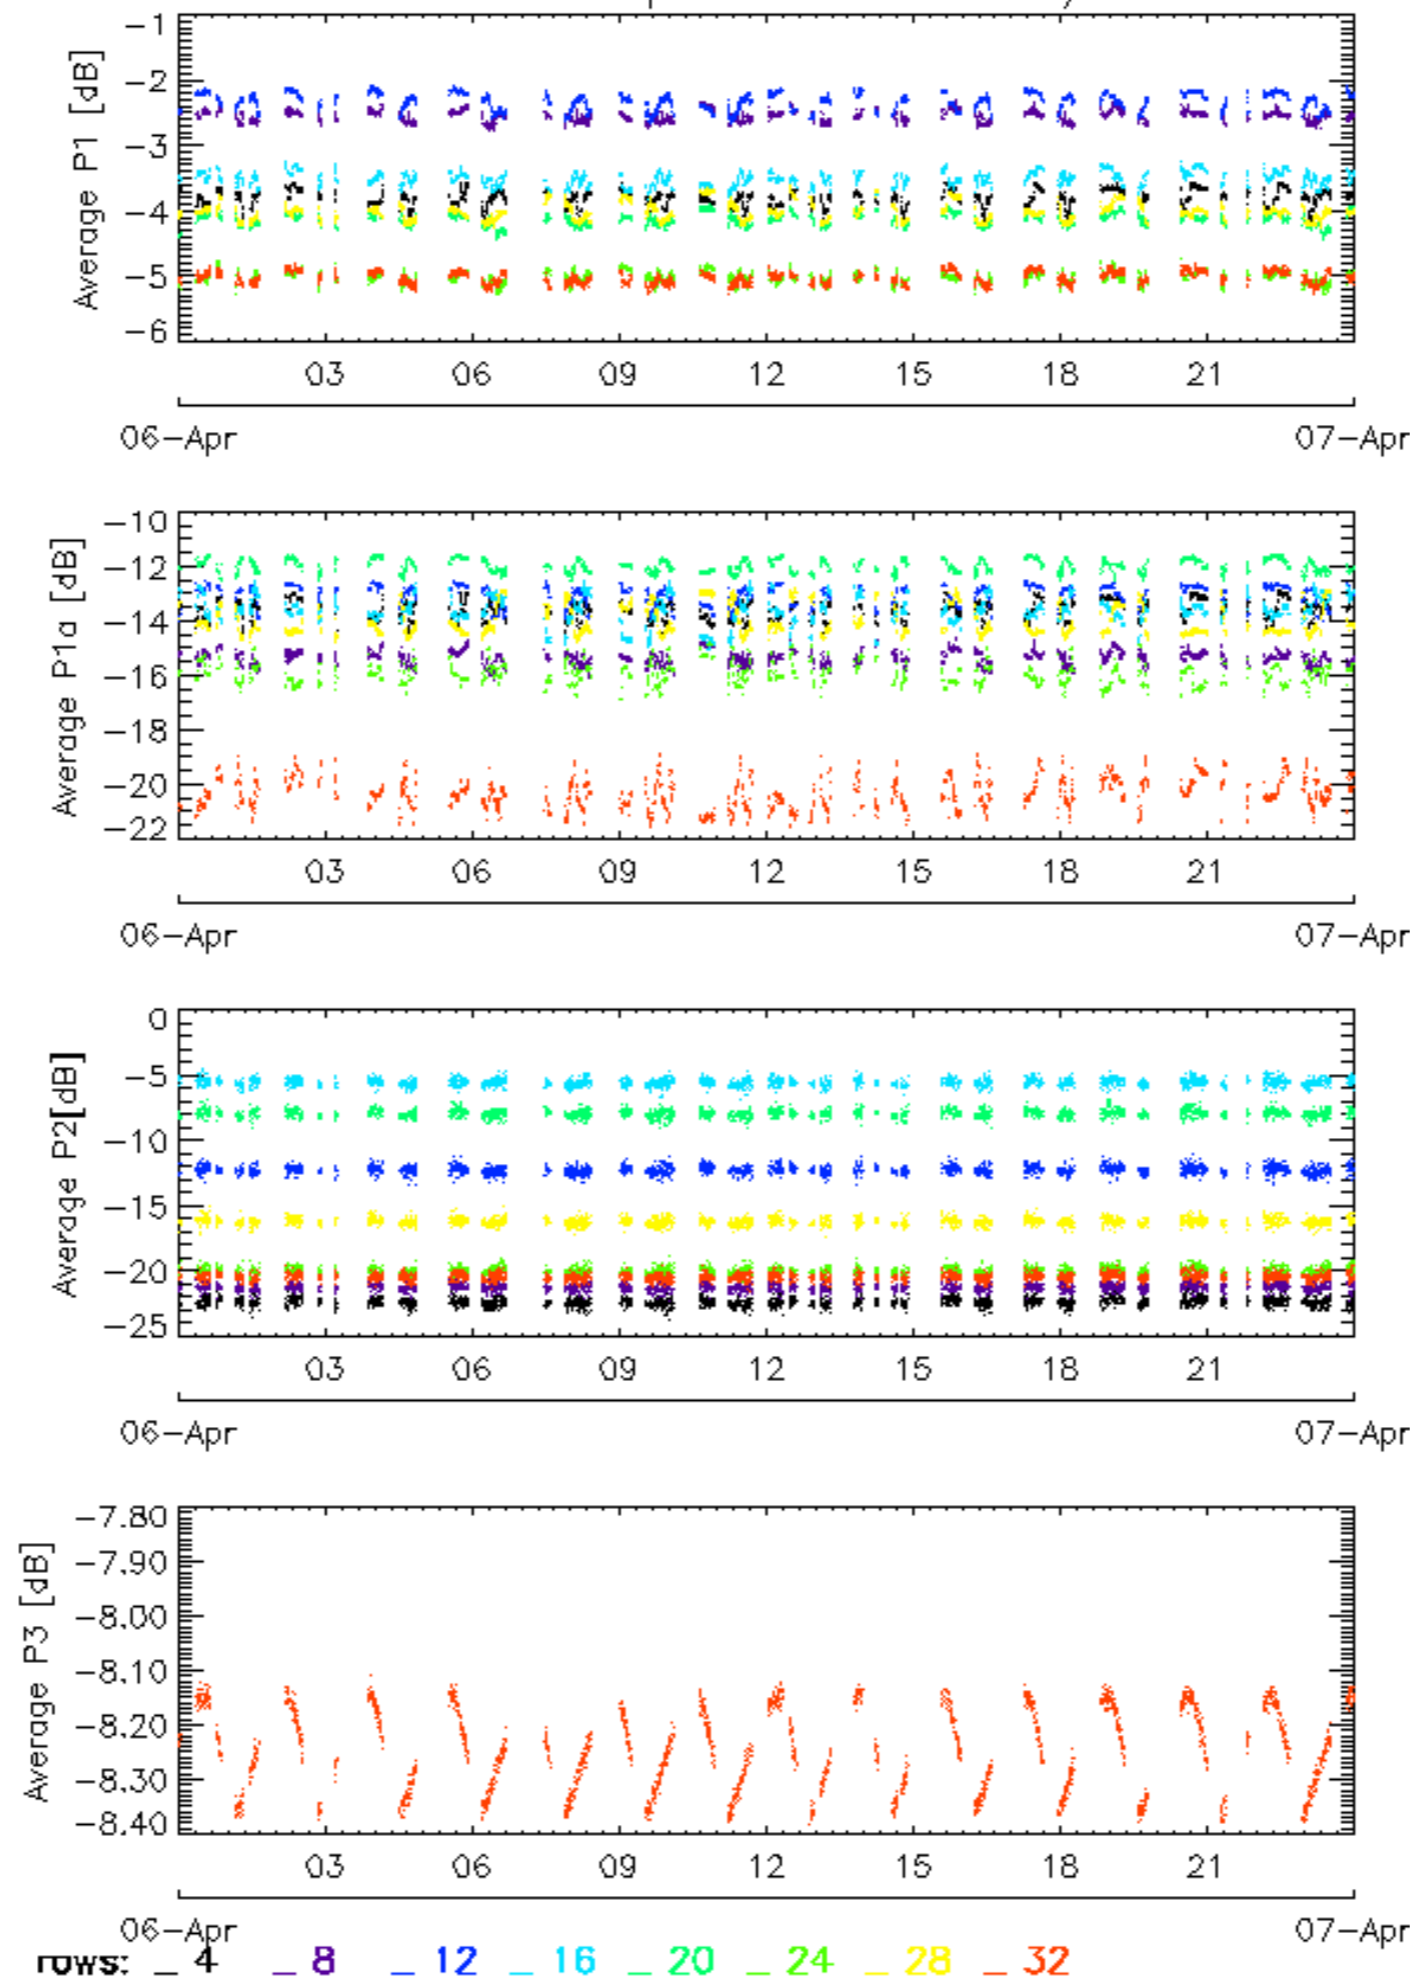 -1
-2
-3
-4
-5
-6
Average P1 [dB]
03 06 09 12 15 18 21
06-Apr 07-Apr
-10
-12
-14
-16
-18
-20
-22
Average P1a [dB]
03 06 09 12 15 18 21
06-Apr 07-Apr
0
-5
-10
-15
-20
-25
Average P2[dB]
03 06 09 12 15 18 21
06-Apr 07-Apr
-7.80
-7.90
-8.00
-8.10
-8.20
-8.30
-8.40
Average P3 [dB]
03 06 09 12 15 18 21
06-Apr 07-Apr
rows: _ 4 _ 8 _ 12 _ 16 _ 20 _ 24 _ 28 _ 32